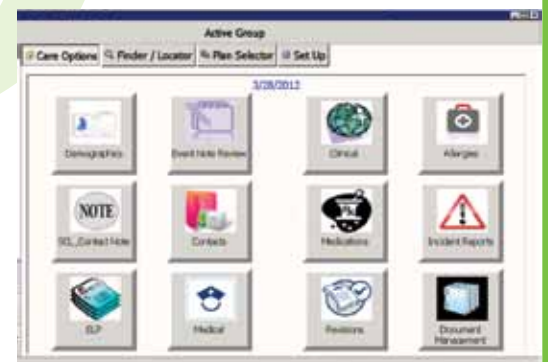 Active Group
Care Options Finder / Locator Plan Selector Set Up
3/28/2012
Demographics Event Note Review Clinical Allergies
NOTE
SCL_Contact Note Contacts Medications Incident Reports
Medical Revisions Document
Management